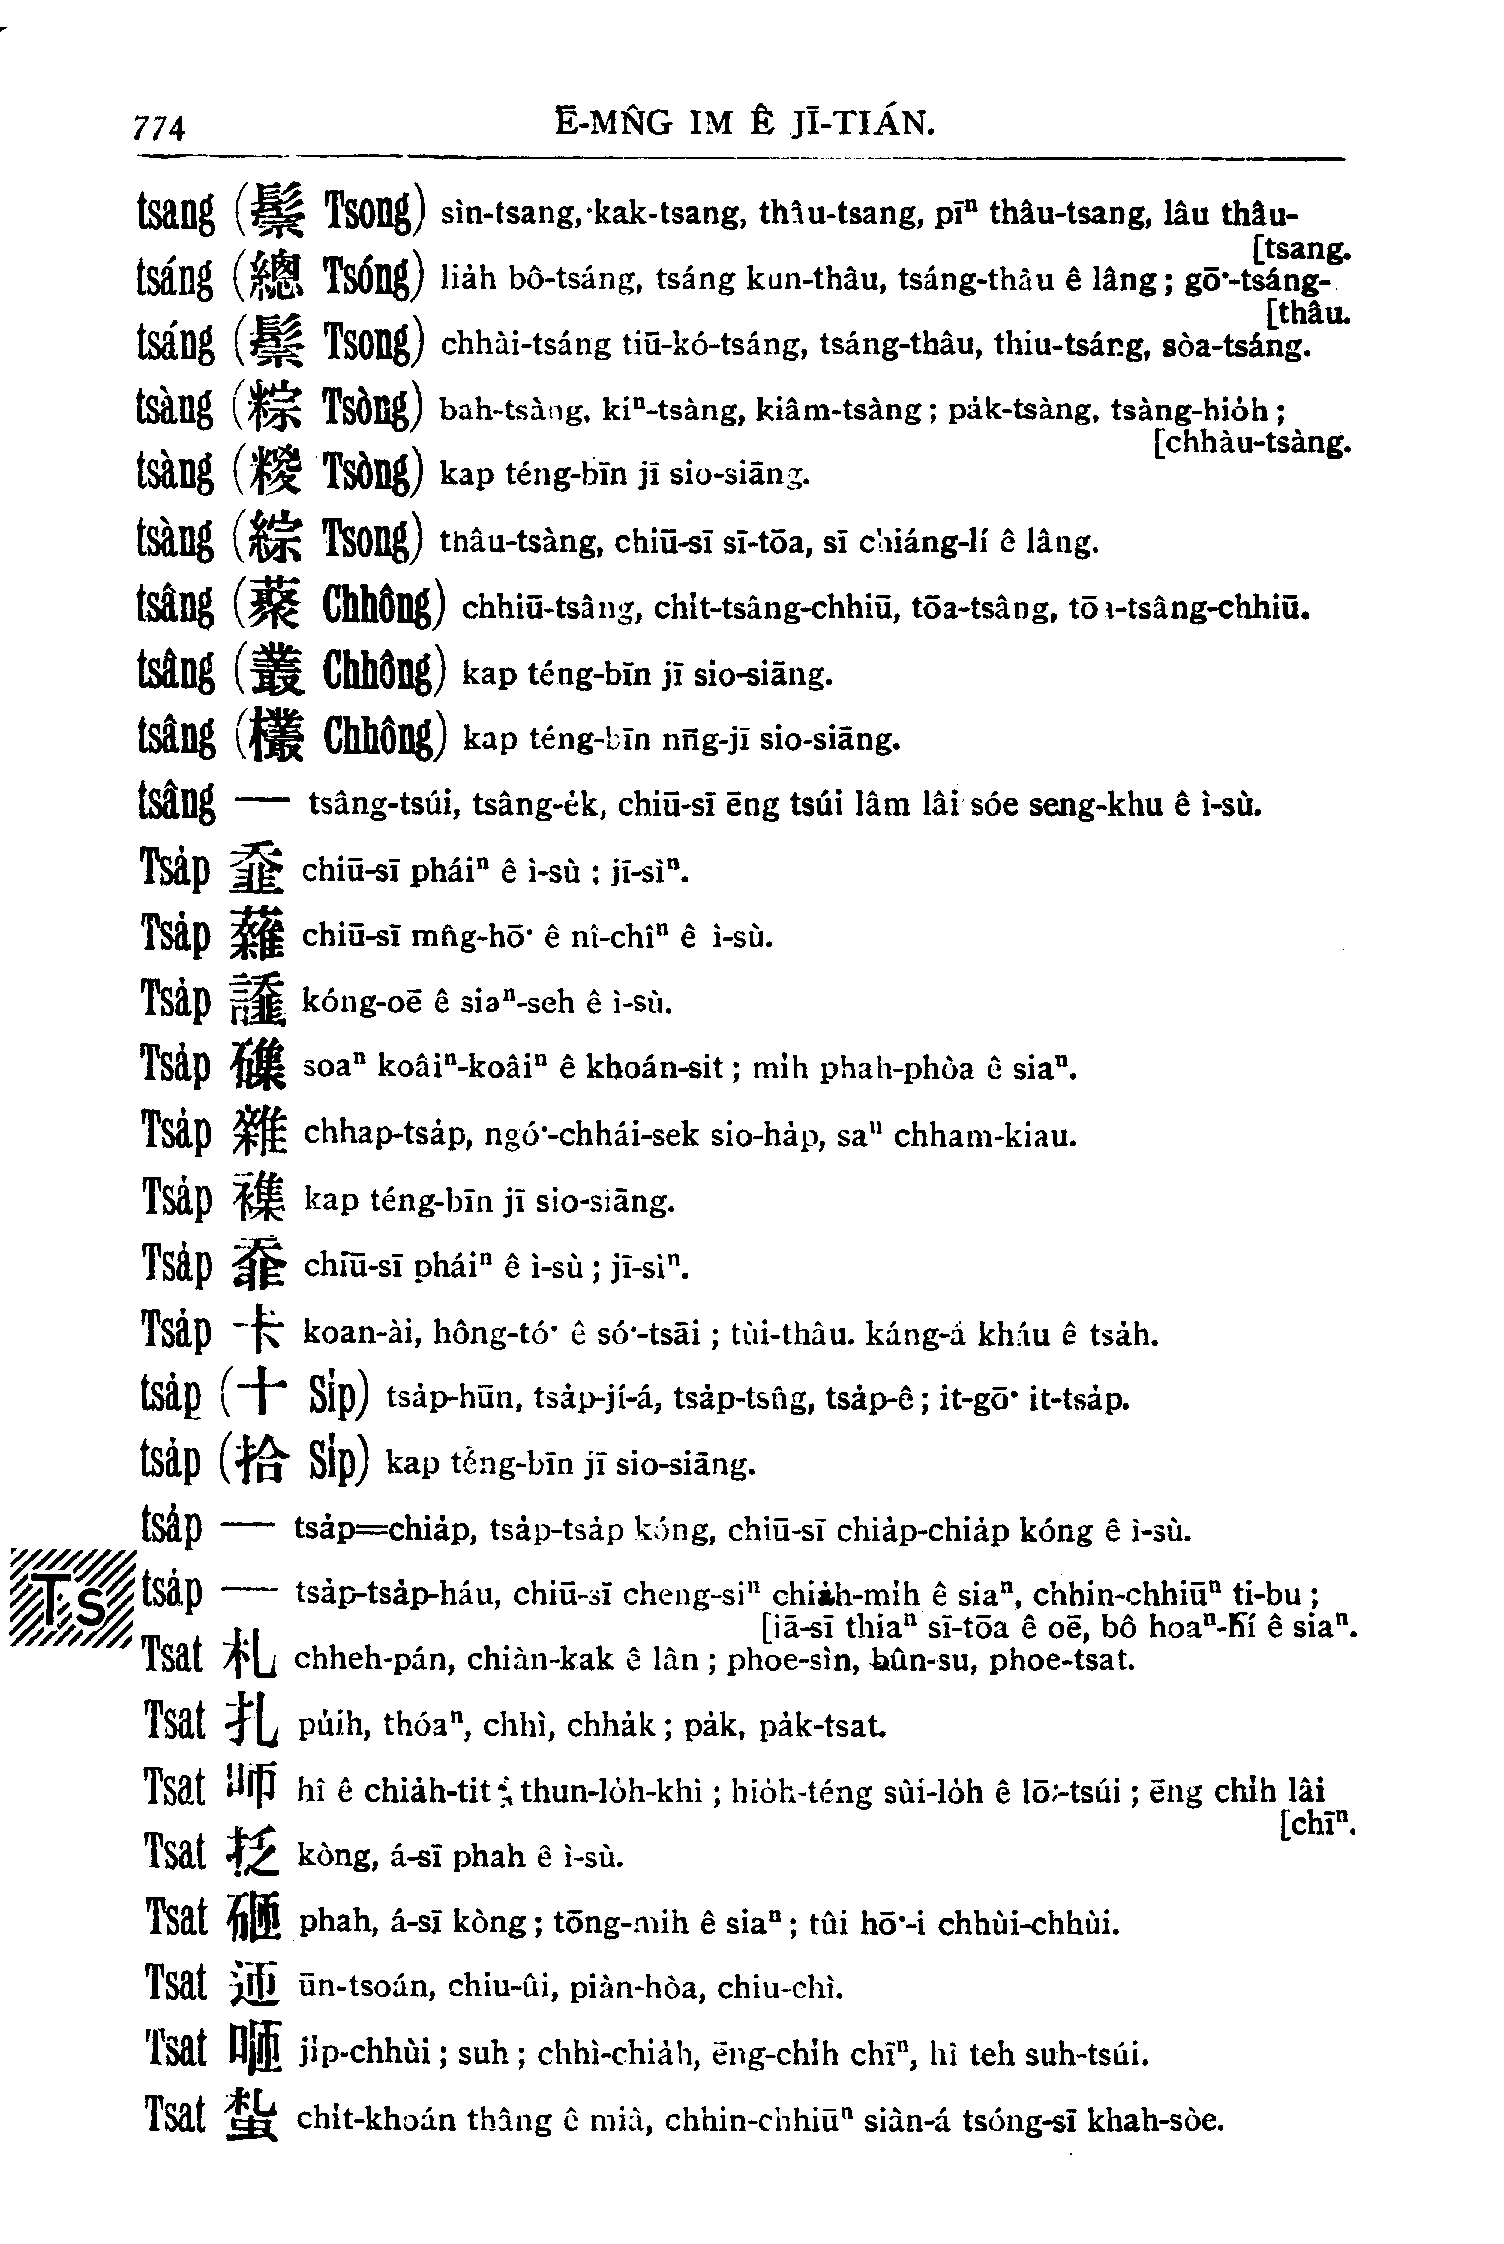 774 Ē-MN̂G IM Ê JĪ-TIÁN.
tsang (鬃 Tsong) sìn-tsang, kak-tsang, thâu-tsang, pīⁿ thâu-tsang, lâu thâu-
[tsang.
tsáng (總 Tsóng) lia̍h bô-tsáng, tsáng kun-thâu, tsáng-thâu ê lâng; gō͘-tsáng-
[thâu.
tsáng (鬃 Tsong) chhài-tsáng tiū-kó-tsáng, tsáng-thâu, thiu-tsáng, sòa-tsáng.
tsàng (粽 Tsòng) bah-tsàng, kiⁿ-tsàng, kiâm-tsàng; pa̍k-tsàng, tsàng-hio̍h;
[chhàu-tsàng.
tsàng (糉 Tsòng) kap téng-bīn jī sio-siāng.
tsàng (綜 Tsong) thâu-tsàng, chiū-sī sī-tōa, sī chiáng-lí ê lâng.
tsâng (藂 Chhông) chhiū-tsâng, chi̍t-tsâng-chhiū, tōa-tsâng, tōa-tsâng-chhiū.
tsâng (叢 Chhông) kap téng-bīn jī sio-siāng.
tsâng (欉 Chhông) kap téng-bīn nn̄g-jī sio-siāng.
tsâng — tsâng-tsúi, tsâng-e̍k, chiū-sī ēng tsúi lâm lâi sóe seng-khu ê ì-sù.
Tsa̍p chiū-sī pháiⁿ ê ì-sù; jī-sìⁿ.
Tsa̍p chiū-sī mn̂g-hō͘ ê nî-chîⁿ ê ì-sù.
Tsa̍p kóng-oē ê siaⁿ-seh ê ì-sù.
Tsa̍p 磼 soaⁿ koâiⁿ-koâiⁿ ê khoán-sit; mi̍h phah-phòa ê siaⁿ.
Tsa̍p 雜 chhap-tsa̍p, ngó͘-chhái-sek sio-ha̍p, saⁿ chham-kiau.
Tsa̍p 襍 kap téng-bīn jī sio-siāng.
Tsa̍p chiū-sī pháiⁿ ê ì-sù; jī-sìⁿ.
Tsa̍p 卡 koan-ài, hông-tó͘ ê só͘-tsāi; tùi-thâu. káng-á kháu ê tsa̍h.
tsa̍p (十 Si̍p) tsa̍p-hūn, tsa̍p-jí-á, tsa̍p-tsn̂g, tsa̍p-ê; it-gō͘ it-tsa̍p.
tsa̍p (拾 Si̍p) kap téng-bīn jī sio-siāng.
tsa̍p — tsa̍p=chia̍p, tsa̍p-tsa̍p kóng, chiū-sī chia̍p-chia̍p kóng ê ì-sù.
Ts tsa̍p — tsa̍p-tsa̍p-háu, chiū-sī cheng-siⁿ chia̍h-mi̍h ê siaⁿ, chhin-chhiūⁿ ti-bu;
[iā-sī thiaⁿ sī-tōa ê oē, bô hoaⁿ-hí ê siaⁿ.
Tsat 札 chheh-pán, chiàn-kak ê lân; phoe-sìn, bûn-su, phoe-tsat.
Tsat 扎 pu̍ih, thóaⁿ, chhì, chha̍k; pa̍k, pa̍k-tsat.
Tsat 師 hî ê chia̍h-ti̍t thun-lo̍h-khì; hio̍h-téng sùi-lo̍h ê lō͘-tsúi; ēng chi̍h lâi
[chīⁿ.
Tsat 抸 kòng, á-sī phah ê ì-sù.
Tsat 砸 phah, á-sī kòng; tōng-mi̍h ê siaⁿ; tûi hō͘-i chhùi-chhùi.
Tsat 迊 ūn-tsoán, chiu-ûi, piàn-hòa, chiu-chì.
Tsat 咂 ji̍p-chhùi; suh; chhì-chia̍h, ēng-chi̍h chīⁿ, hì teh suh-tsúi.
Tsat 蚻 chi̍t-khoán thâng ê miâ, chhin-chhiūⁿ siân-á tsóng-sī khah-sòe.